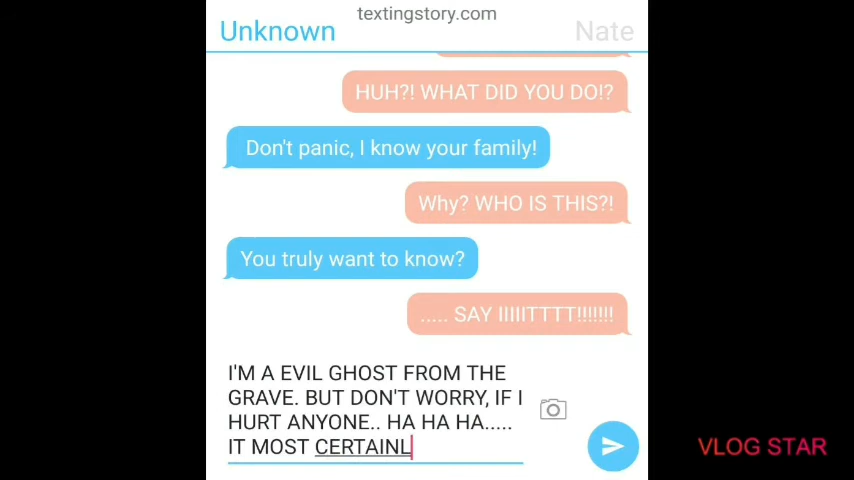 textingstory.com
Unknown
Nate
HUH?! WHAT DID YOU DO!?
Don't panic, I know your family!
Why? WHO IS THIS?!
You truly want to know?
..... SAY IIIIITTTT!!!!!!!
I'M A EVIL GHOST FROM THE
GRAVE. BUT DON'T WORRY, IF I
HURT ANYONE.. HA HA HA.....
IT MOST CERTAINL
VLOG STAR